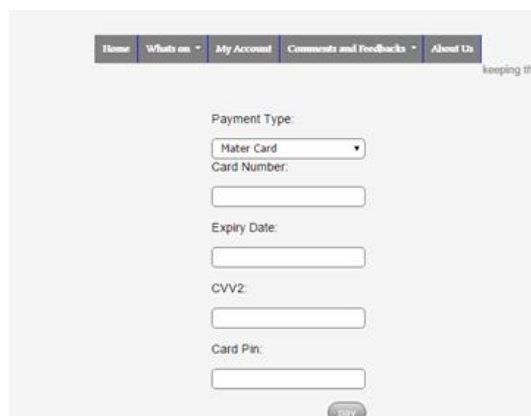 Home Whats on My Account Comments and Feedbacks About Us
keeping th
Payment Type:
Mater Card
Card Number:
Expiry Date:
CVV2:
Card Pin:
pay